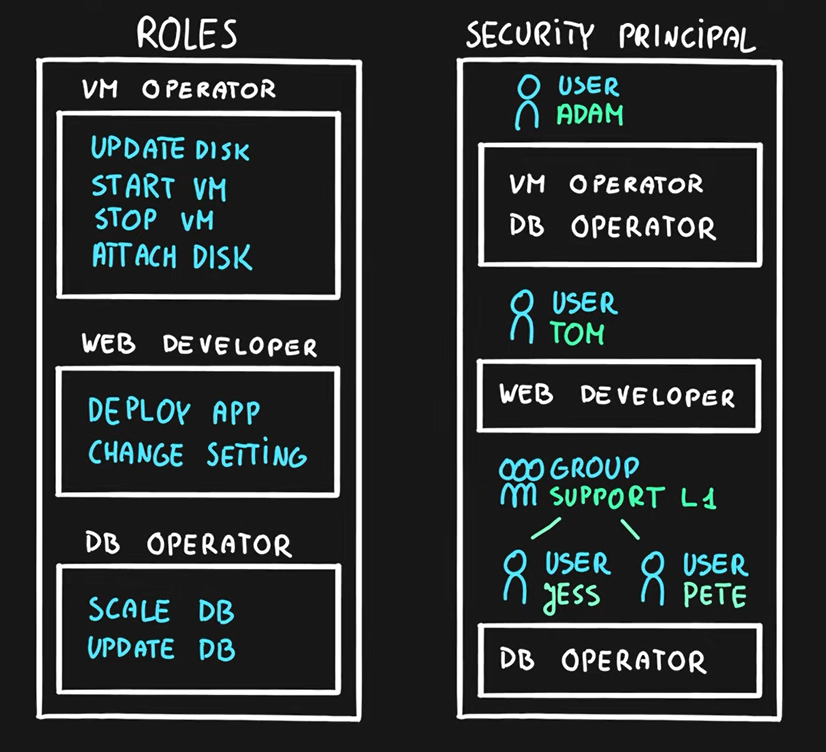 ROLES
VM OPERATOR
UPDATE DISK
START VM
STOP VM
ATTACH DISK
WEB DEVELOPER
DEPLOY APP
CHANGE SETTING
DB OPERATOR
SCALE DB
UPDATE DB
SECURITY PRINCIPAL
USER
ADAM
VM OPERATOR
DB OPERATOR
USER
TOM
WEB DEVELOPER
GROUP
SUPPORT L1
USER
JESS
USER
PETE
DB OPERATOR